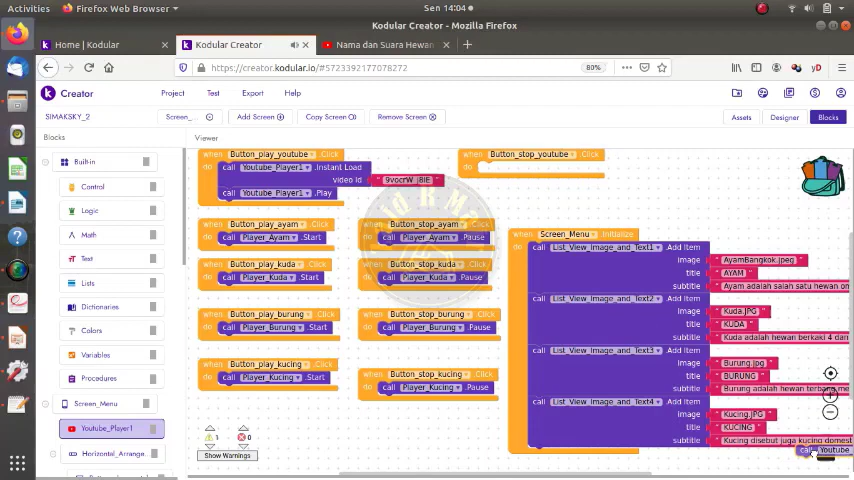 Activities Firefox Web Browser Sen 14:04
Kodular Creator - Mozilla Firefox
Home | Kodular Kodular Creator Nama dan Suara Hewan
https://creator.kodular.io/#5723392177078272 80%
Creator Project Test Export Help
SIMAKSKY_2 Screen_ Add Screen Copy Screen Remove Screen Assets Designer Blocks
Blocks Viewer
Built-in
Control
Logic
Math
Text
Lists
Dictionaries
Colors
Variables
Procedures
Screen_Menu
Youtube_Player1
Horizontal_Arrange
when Button_play_youtube .Click
do call Youtube_Player1 .Instant Load
video id " 9vocrW_j8IE "
call Youtube_Player1 .Play
when Button_stop_youtube .Click
do
when Button_play_ayam .Click
do call Player_Ayam .Start
when Button_stop_ayam .Click
do call Player_Ayam .Pause
when Button_play_kuda .Click
do call Player_Kuda .Start
when Button_stop_kuda .Click
do call Player_Kuda .Pause
when Button_play_burung .Click
do call Player_Burung .Start
when Button_stop_burung .Click
do call Player_Burung .Pause
when Button_play_kucing .Click
do call Player_Kucing .Start
when Button_stop_kucing .Click
do call Player_Kucing .Pause
when Screen_Menu .Initialize
do call List_View_Image_and_Text1 .Add Item
image " AyamBangkok.jpeg "
title " AYAM "
subtitle " Ayam adalah salah satu hewan
call List_View_Image_and_Text2 .Add Item
image " Kuda.JPG "
title " KUDA "
subtitle " Kuda adalah hewan berkaki 4 dan
call List_View_Image_and_Text3 .Add Item
image " Burung.jpg "
title " BURUNG "
subtitle " Burung adalah hewan
call List_View_Image_and_Text4 .Add Item
image " Kucing.JPG "
title " KUCING "
subtitle " Kucing disebut juga kucing domest
call Youtube
1 0
Show Warnings